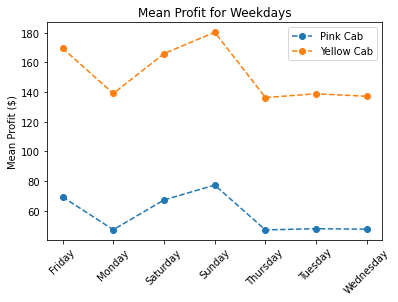 Mean Profit for Weekdays
Pink Cab
Yellow Cab
Mean Profit ($)
180
160
140
120
100
80
60
Friday
Monday
Saturday
Sunday
Thursday
Tuesday
Wednesday